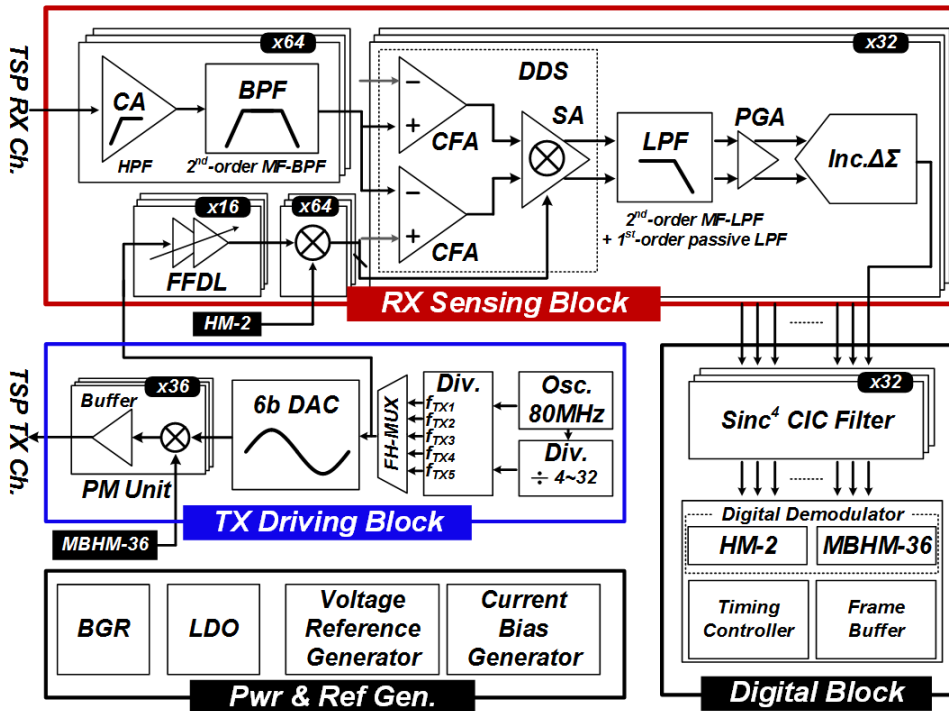 TSP RX Ch.
x64
CA
HPF
BPF
2nd-order MF-BPF
x32
DDS
−
+
CFA
−
+
CFA
SA
LPF
2nd-order MF-LPF
+ 1st-order passive LPF
PGA
Inc.ΔΣ
x16
FFDL
x64
HM-2
RX Sensing Block
TSP TX Ch.
x36
Buffer
PM Unit
MBHM-36
6b DAC
FH-MUX
Div.
fTX1
fTX2
fTX3
fTX4
fTX5
Osc.
80MHz
Div.
÷ 4~32
TX Driving Block
x32
Sinc4 CIC Filter
Digital Demodulator
HM-2
MBHM-36
Timing
Controller
Frame
Buffer
Digital Block
BGR
LDO
Voltage
Reference
Generator
Current
Bias
Generator
Pwr & Ref Gen.